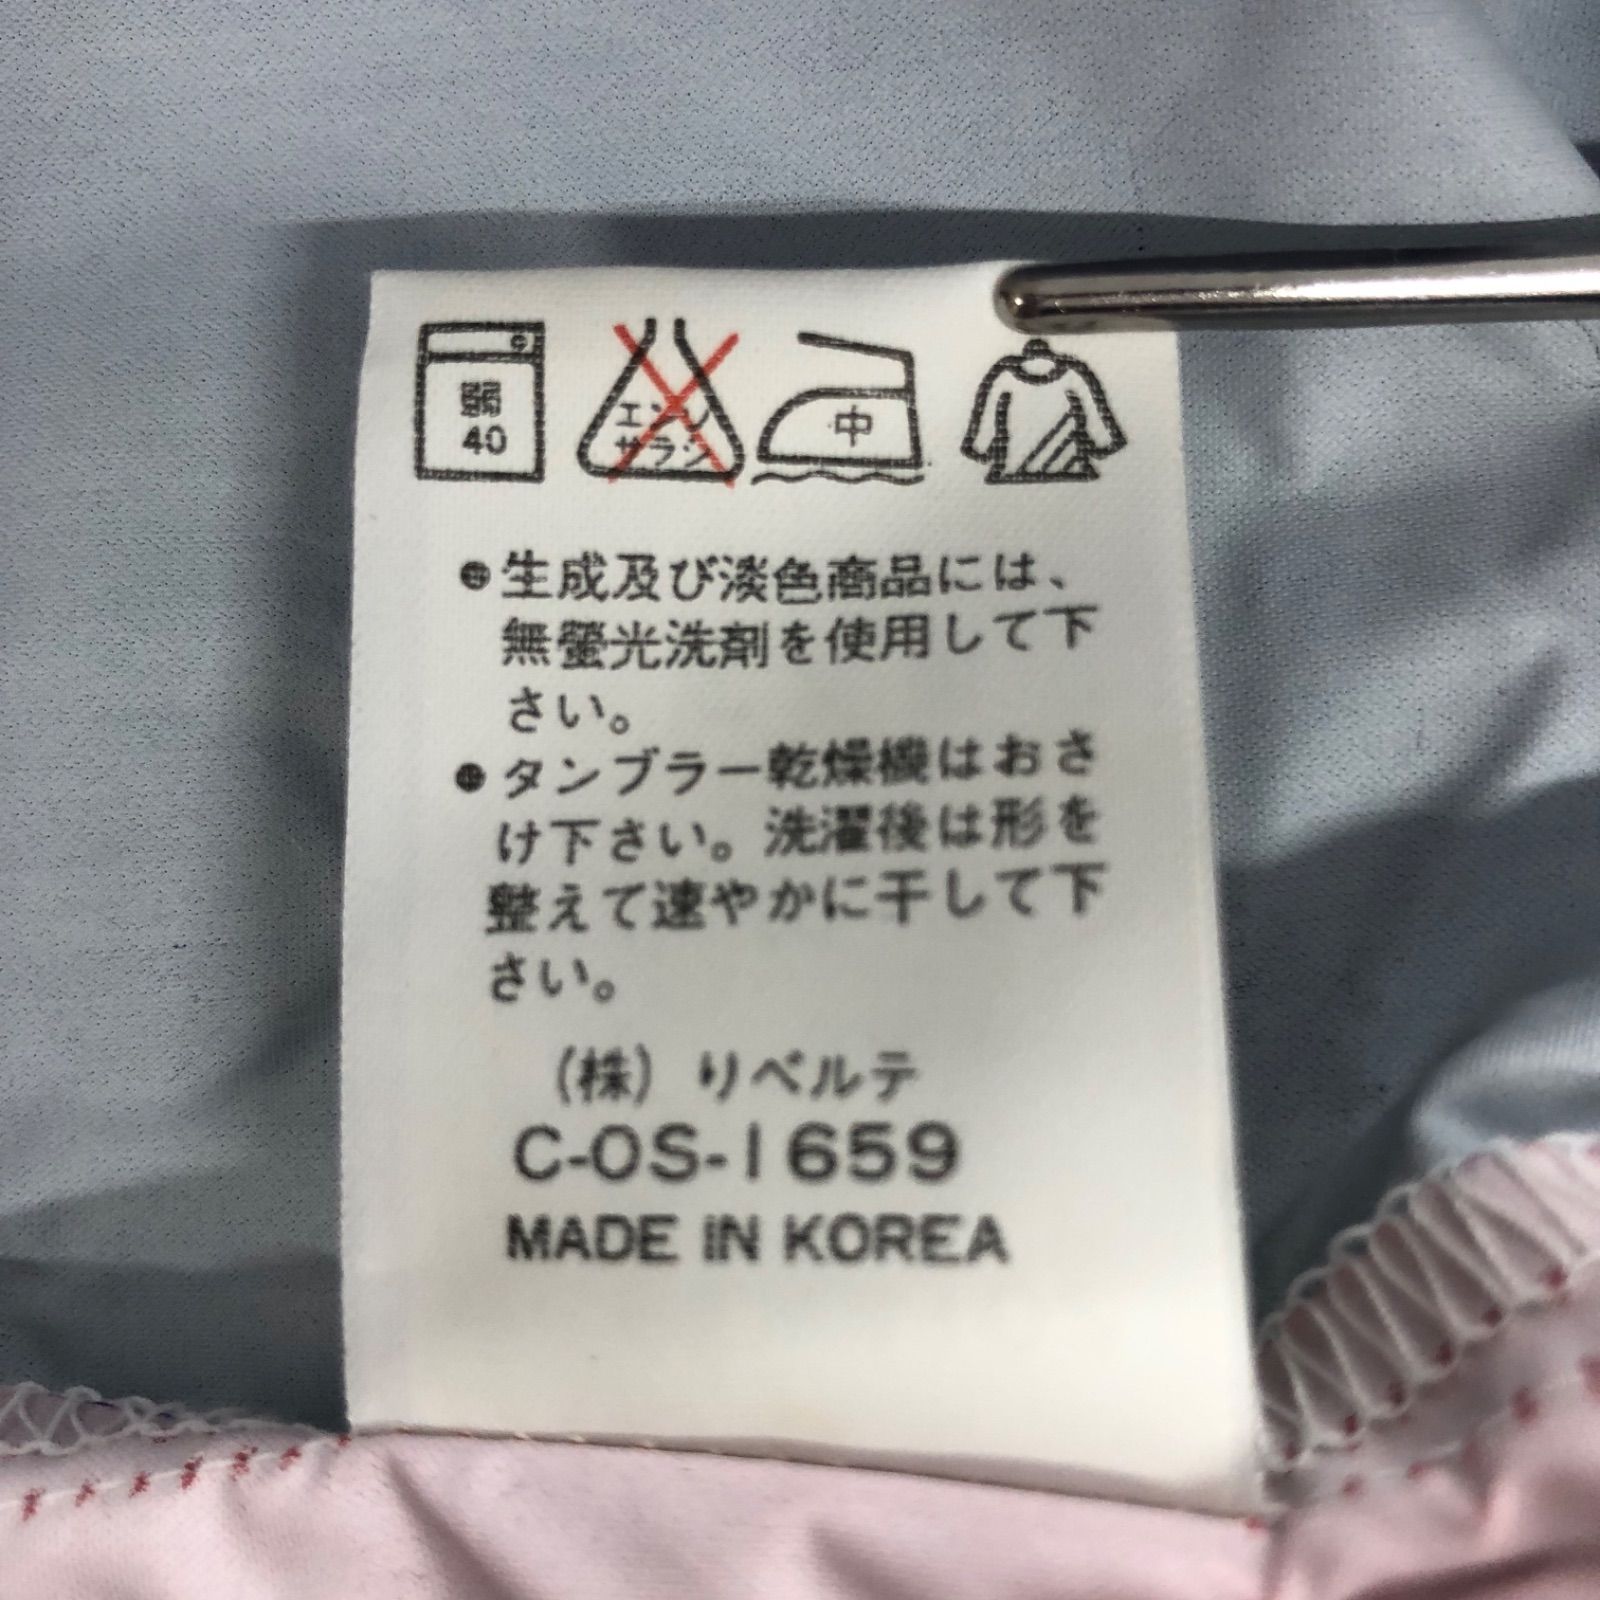 弱
40
エンソ
サラシ
中
●生成及び淡色商品には、
無螢光洗剤を使用して下
さい。
●タンブラー乾燥機はおさ
け下さい。洗濯後は形を
整えて速やかに干して下
さい。
(株) リベルテ
C-OS-1659
MADE IN KOREA